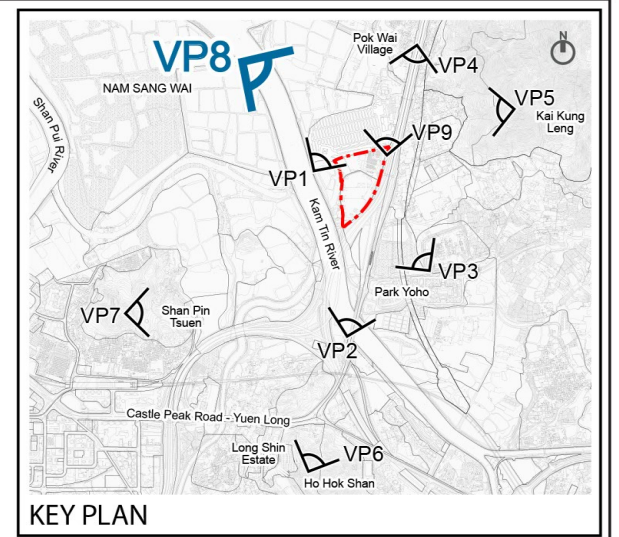 N
Pok Wai
Village
VP8
VP4
NAM SANG WAI
VP5
Kai Kung
Leng
Shan Pui River
VP9
VP1
Kam Tin River
VP3
Park Yoho
VP7
Shan Pin
Tsuen
VP2
Castle Peak Road - Yuen Long
Long Shin
Estate
VP6
Ho Hok Shan
KEY PLAN